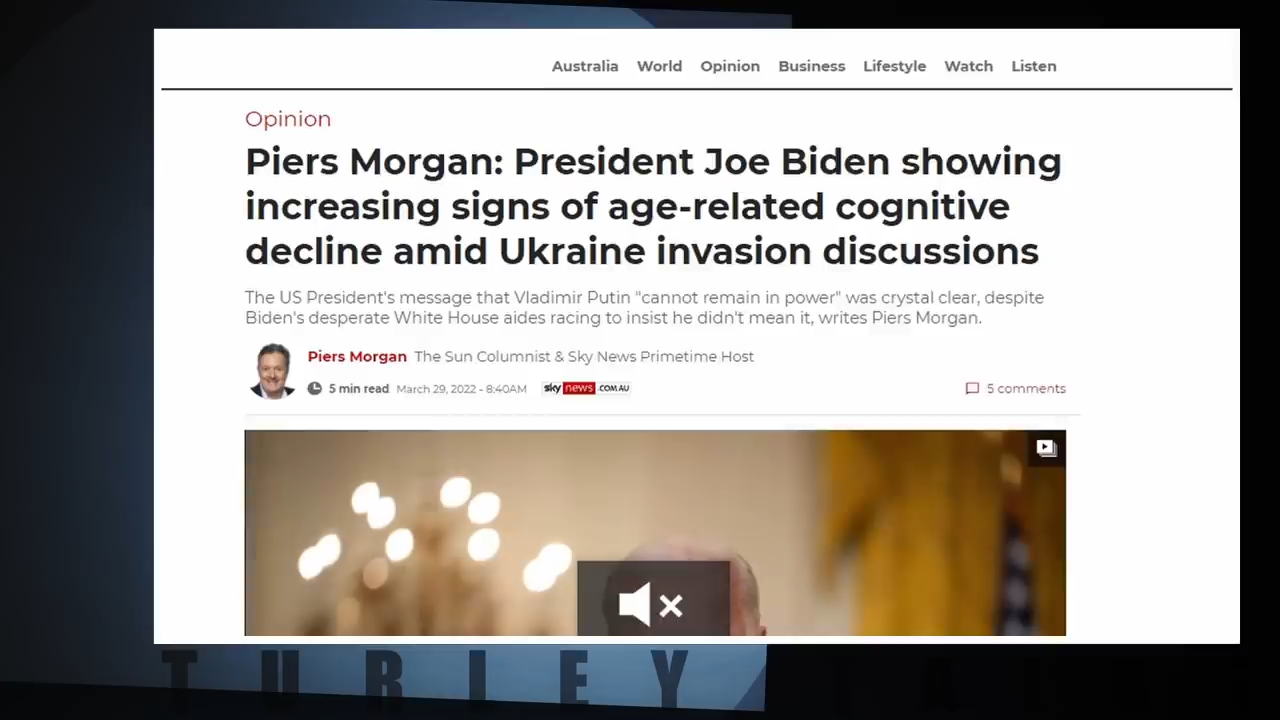 Australia World Opinion Business Lifestyle Watch Listen
Opinion
Piers Morgan: President Joe Biden showing
increasing signs of age-related cognitive
decline amid Ukraine invasion discussions
The US President's message that Vladimir Putin "cannot remain in power" was crystal clear, despite
Biden's desperate White House aides racing to insist he didn't mean it, writes Piers Morgan.
Piers Morgan The Sun Columnist & Sky News Primetime Host
5 min read March 29, 2022 - 8:40AM sky news .COM.AU
5 comments
TURLEY